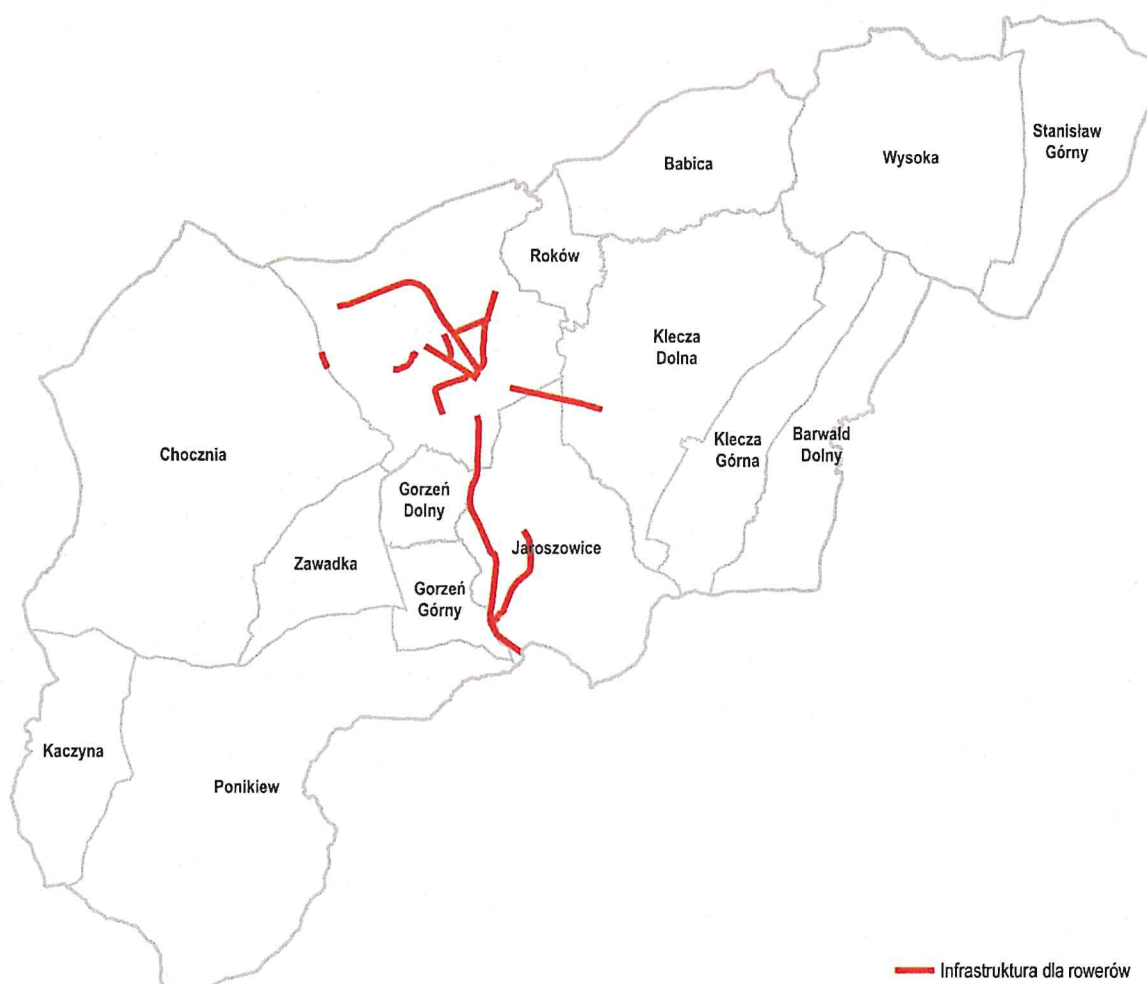 Stanisław
Górny
Wysoka
Babica
Roków
Klecza
Dolna
Chocznia
Klecza
Górna
Barwald
Dolny
Gorzeń
Dolny
Jaroszowice
Zawadka
Gorzeń
Górny
Kaczyna
Ponikiew
Infrastruktura dla rowerów